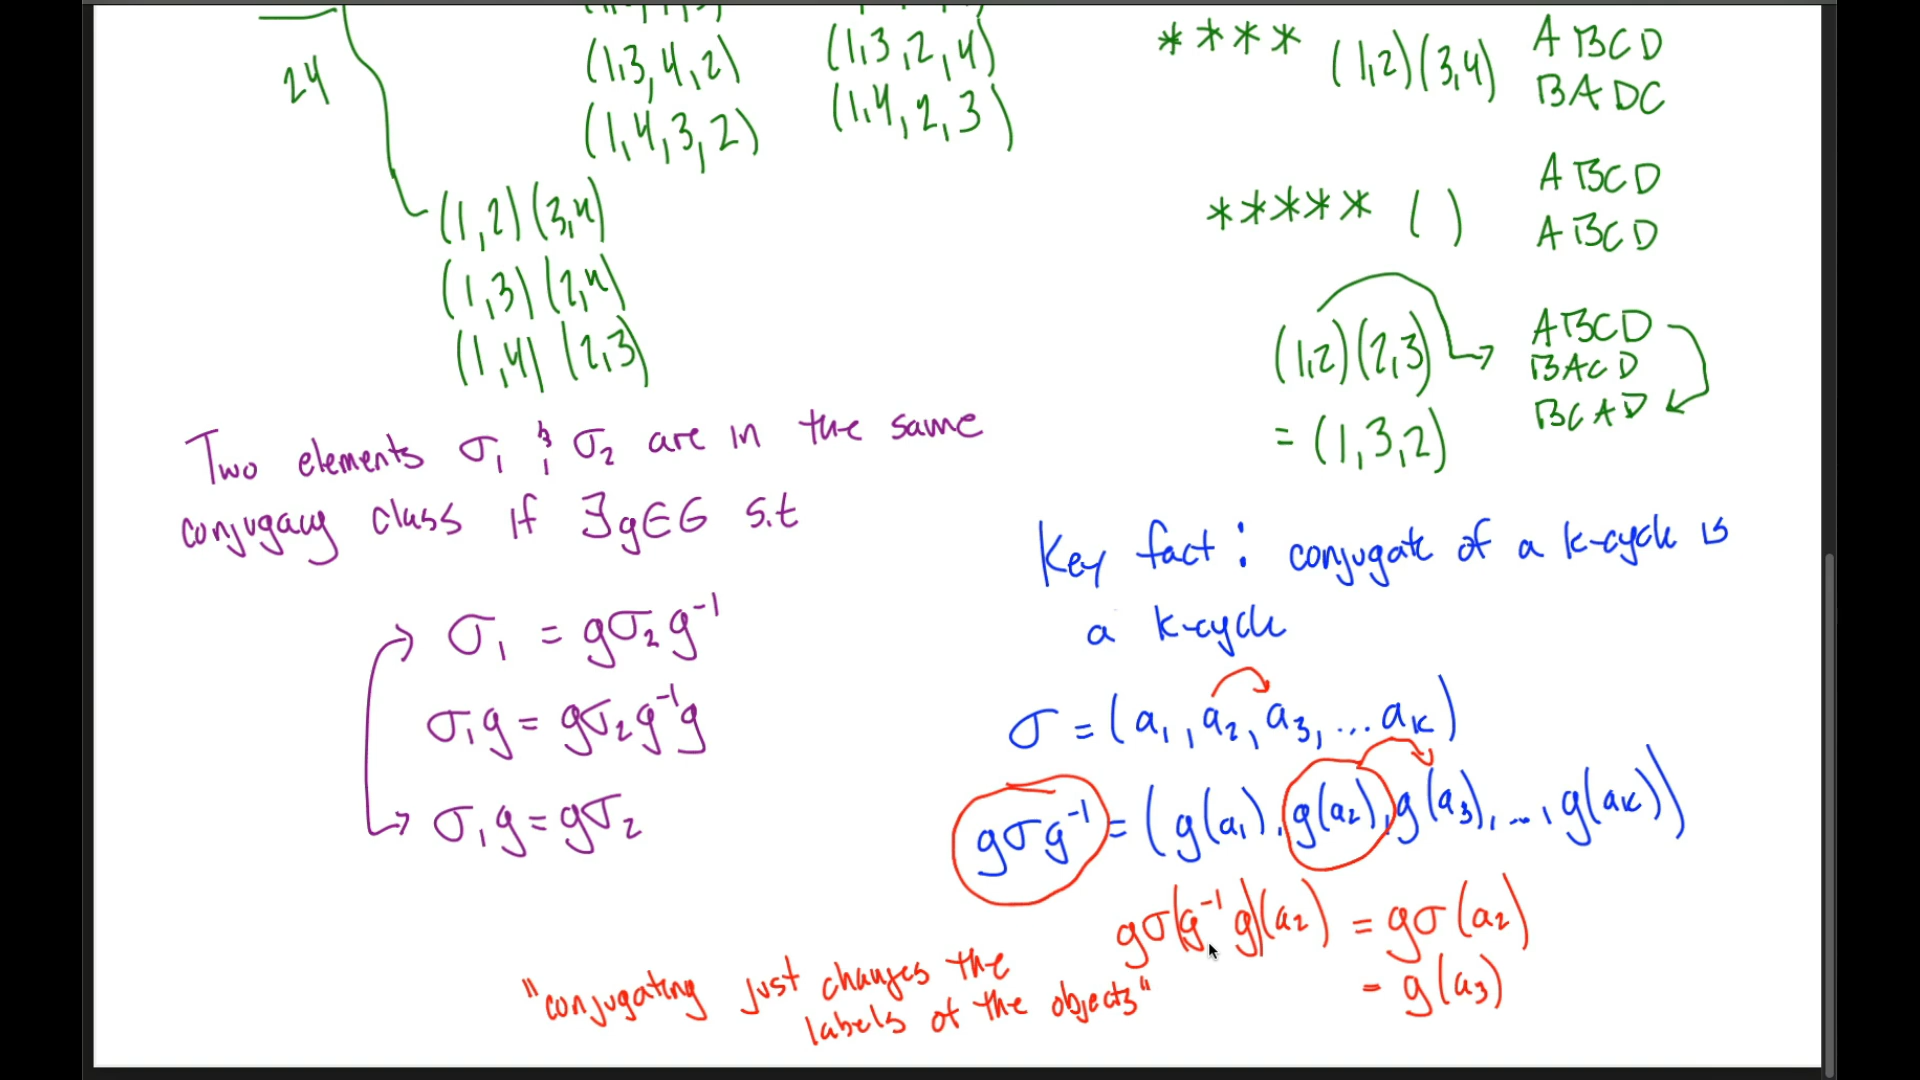 24
(1,3,4,2) (1,3,2,4)
(1,4,3,2) (1,4,2,3)
(1,2)(3,4)
(1,3)(2,4)
(1,4)(2,3)
**** (1,2)(3,4) ABCD
BADC
***** ( ) ABCD
ABCD
(1,2)(2,3) ABCD
BACD
BCAD
= (1,3,2)
Two elements σ₁ & σ₂ are in the same
conjugacy class if ∃g∈G s.t
σ₁ = gσ₂g⁻¹
σ₁g = gσ₂g⁻¹g
σ₁g = gσ₂
Key fact: conjugate of a k-cycle is
a k-cycle
σ = (a₁, a₂, a₃, ... aₖ)
gσg⁻¹ = (g(a₁), g(a₂), g(a₃), ..., g(aₖ))
gσ(g⁻¹g)(a₂) = gσ(a₂)
= g(a₃)
"conjugating just changes the
labels of the objects"